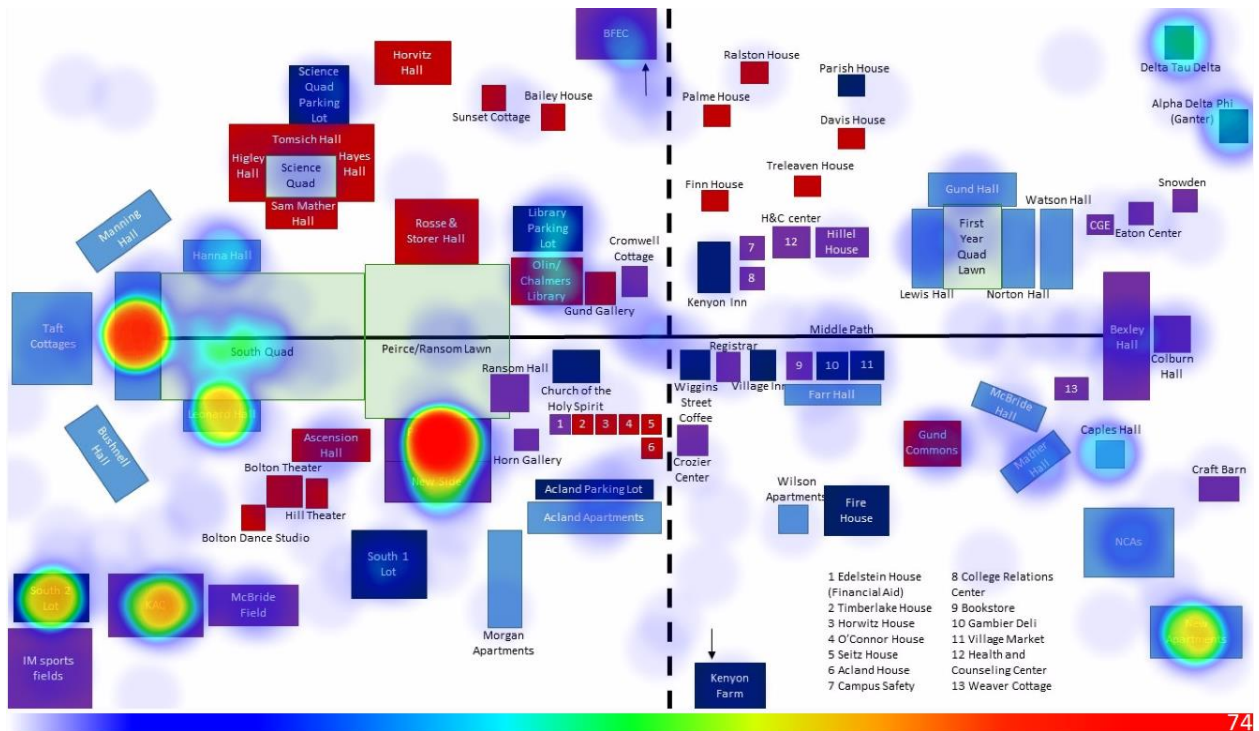 BFEC
Horvitz
Hall
Science
Quad
Parking
Lot
Sunset Cottage
Bailey House
Ralston House
Parish House
Palme House
Davis House
Treleaven House
Finn House
Delta Tau Delta
Alpha Delta Phi
(Ganter)
Tomsich Hall
Higley
Hall
Hayes
Hall
Science
Quad
Sam Mather
Hall
Manning
Hall
Hanna Hall
Rosse &
Storer Hall
Library
Parking
Lot
Olin/
Chalmers
Library
Cromwell
Cottage
Gund Gallery
H&C center
7
12
Hillel
House
8
Kenyon Inn
Gund Hall
Watson Hall
First
Year
Quad
Lawn
Lewis Hall
Norton Hall
Snowden
CGE
Eaton Center
Taft
Cottages
South Quad
Peirce/Ransom Lawn
Middle Path
Bexley
Hall
Colburn
Hall
Leonard Hall
Ransom Hall
Church of the
Holy Spirit
Registrar
Wiggins
Street
Coffee
Village Inn
9
10
11
Farr Hall
13
McBride
Hall
Bushnell
Hall
Ascension
Hall
Bolton Theater
Hill Theater
Bolton Dance Studio
New Side
Horn Gallery
1
2
3
4
5
6
Crozier
Center
Gund
Commons
Mather
Hall
Caples Hall
Craft Barn
Acland Parking Lot
Acland Apartments
Wilson
Apartments
Fire
House
NCAs
South 1
Lot
Morgan
Apartments
South 2
Lot
KAC
McBride
Field
IM sports
fields
Kenyon
Farm
Apartments
1 Edelstein House
(Financial Aid)
2 Timberlake House
3 Horwitz House
4 O'Connor House
5 Seitz House
6 Acland House
7 Campus Safety
8 College Relations
Center
9 Bookstore
10 Gambier Deli
11 Village Market
12 Health and
Counseling Center
13 Weaver Cottage
74